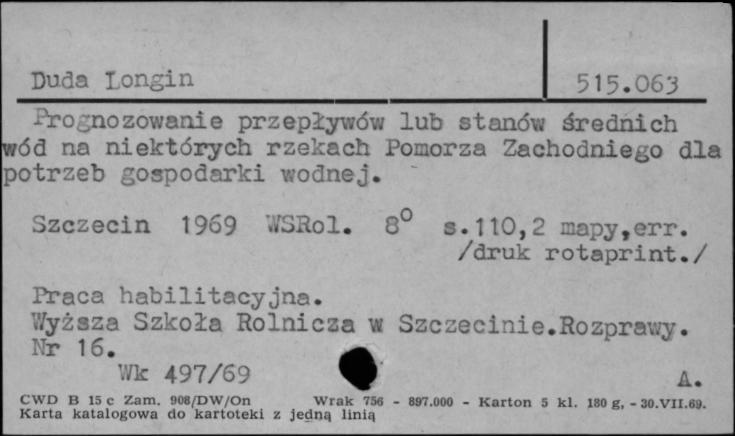 Duda Longin 515.063
Prognozowanie przepływów lub stanów średnich
wód na niektórych rzekach Pomorza Zachodniego dla
potrzeb gospodarki wodnej.
Szczecin 1969 WSRol. 8° s.110,2 mapy,err.
/druk rotaprint./
Praca habilitacyjna.
Wyższa Szkoła Rolnicza w Szczecinie.Rozprawy.
Nr 16.
Wk 497/69 A.
CWD B 15 c Zam. 908/DW/On Wrak 756 - 897.000 - Karton 5 kl. 180 g, - 30.VII.69.
Karta katalogowa do kartoteki z jedną linią